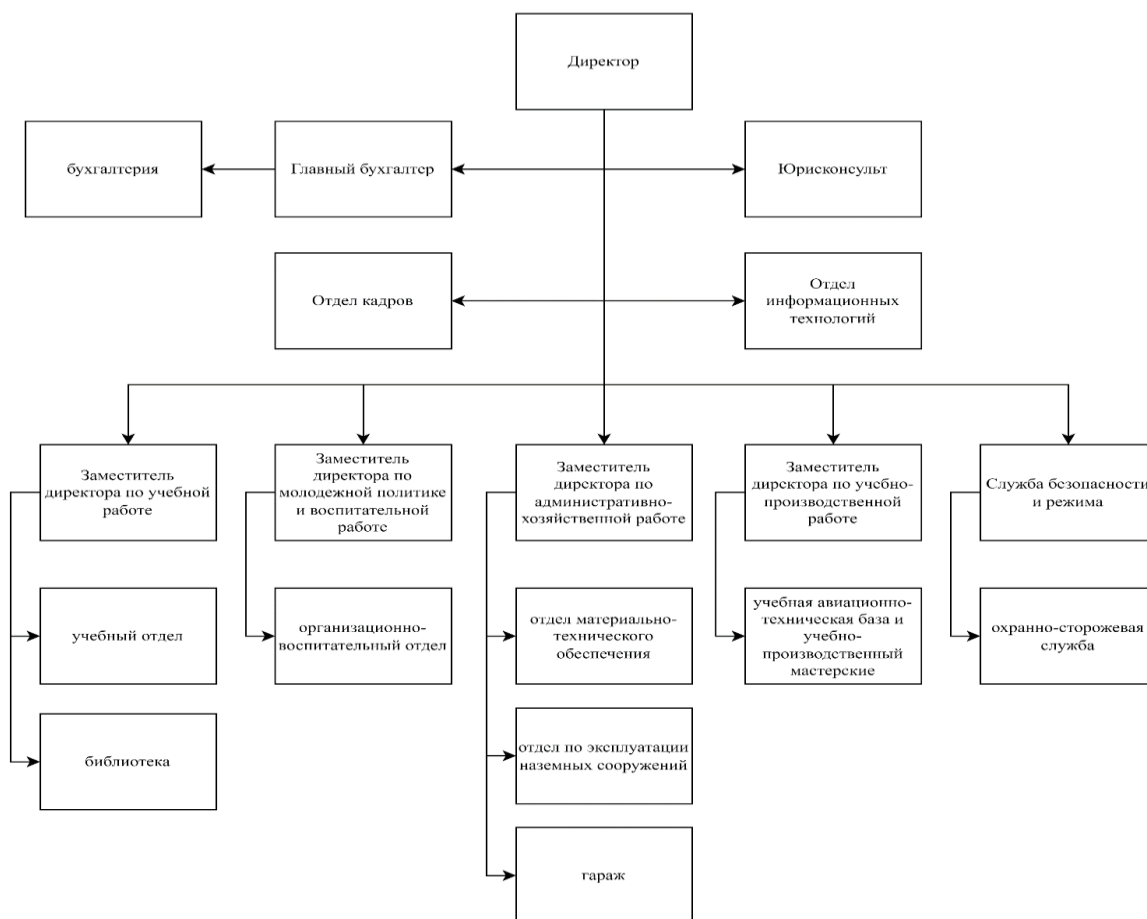 Директор
бухгалтерия
Главный бухгалтер
Юрисконсульт
Отдел кадров
Отдел
информационных
технологий
Заместитель
директора по учебной
работе
Заместитель
директора по
молодежной политике
и воспитательной
работе
Заместитель
директора по
административно-
хозяйственной работе
Заместитель
директора по учебно-
производственной
работе
Служба безопасности
и режима
учебный отдел
организационно-
воспитательный отдел
отдел материально-
технического
обеспечения
учебная авиационно-
техническая база и
учебно-
производственный
мастерские
охранно-сторожевая
служба
библиотека
отдел по эксплуатации
наземных сооружений
гараж